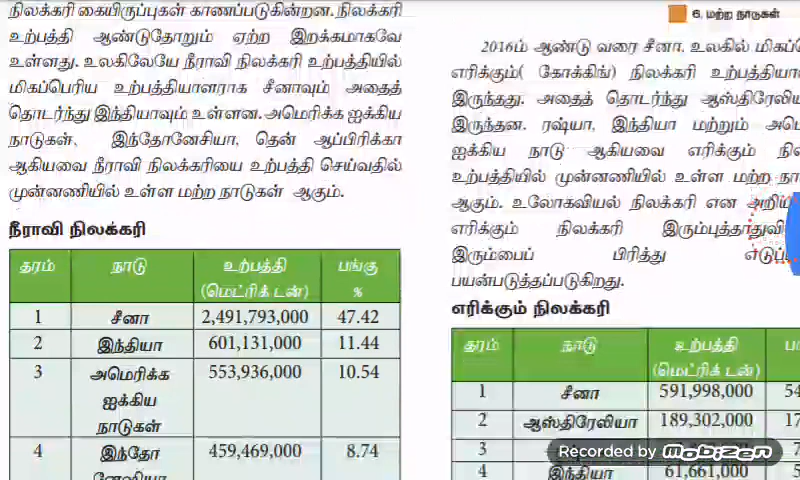 நிலக்கரி கையிருப்புகள் காணப்படுகின்றன. நிலக்கரி
உற்பத்தி ஆண்டுதோறும் ஏற்ற இறக்கமாகவே
உள்ளது. உலகிலேயே நீராவி நிலக்கரி உற்பத்தியில்
மிகப்பெரிய உற்பத்தியாளராக சீனாவும் அதைத்
தொடர்ந்து இந்தியாவும் உள்ளன. அமெரிக்க ஐக்கிய
நாடுகள், இந்தோனேசியா, தென் ஆப்பிரிக்கா
ஆகியவை நீராவி நிலக்கரியை உற்பத்தி செய்வதில்
முன்னணியில் உள்ள மற்ற நாடுகள் ஆகும்.
நீராவி நிலக்கரி
தரம் நாடு உற்பத்தி (மெட்ரிக் டன்) பங்கு %
1 சீனா 2,491,793,000 47.42
2 இந்தியா 601,131,000 11.44
3 அமெரிக்க ஐக்கிய நாடுகள் 553,936,000 10.54
4 இந்தோ 459,469,000 8.74
னேஷியா
6. மற்ற நாடுகள்
2016ம் ஆண்டு வரை சீனா, உலகில்
எரிக்கும்( கோக்கிங்) நிலக்கரி
இருந்தது. அதைத் தொடர்ந்து
இருந்தன. ரஷ்யா, இந்தியா மற்றும்
ஐக்கிய நாடு ஆகியவை எரிக்கும்
உற்பத்தியில் முன்னணியில் உள்ள மற்ற
ஆகும். உலோகவியல் நிலக்கரி என
எரிக்கும் நிலக்கரி
இரும்பைப் பிரித்து
பயன்படுத்தப்படுகிறது.
எரிக்கும் நிலக்கரி
தரம் நாடு உற்பத்தி (மெட்ரிக் டன்)
1 சீனா 591,998,000 54
2 ஆஸ்திரேலியா 189,302,000 17
3
4 இந்தியா 61,661,000 5
Recorded by mobizen